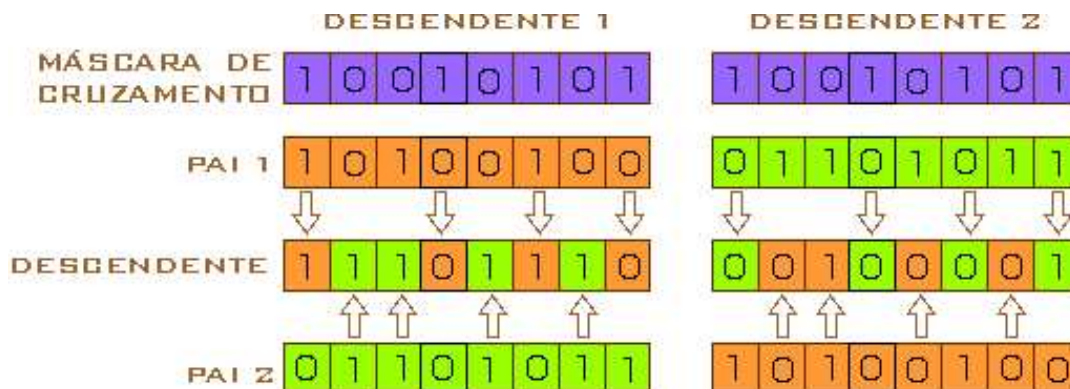 DESCENDENTE 1 DESCENDENTE 2
MÁSCARA DE
CRUZAMENTO 1 0 0 1 0 1 0 1 1 0 0 1 0 1 0 1
PAI 1 1 0 1 0 0 1 0 0 0 1 1 0 1 0 1 1
DESCENDENTE 1 1 1 0 1 1 1 0 0 0 1 0 0 0 0 1
PAI 2 0 1 1 0 1 0 1 1 1 0 1 0 0 1 0 0